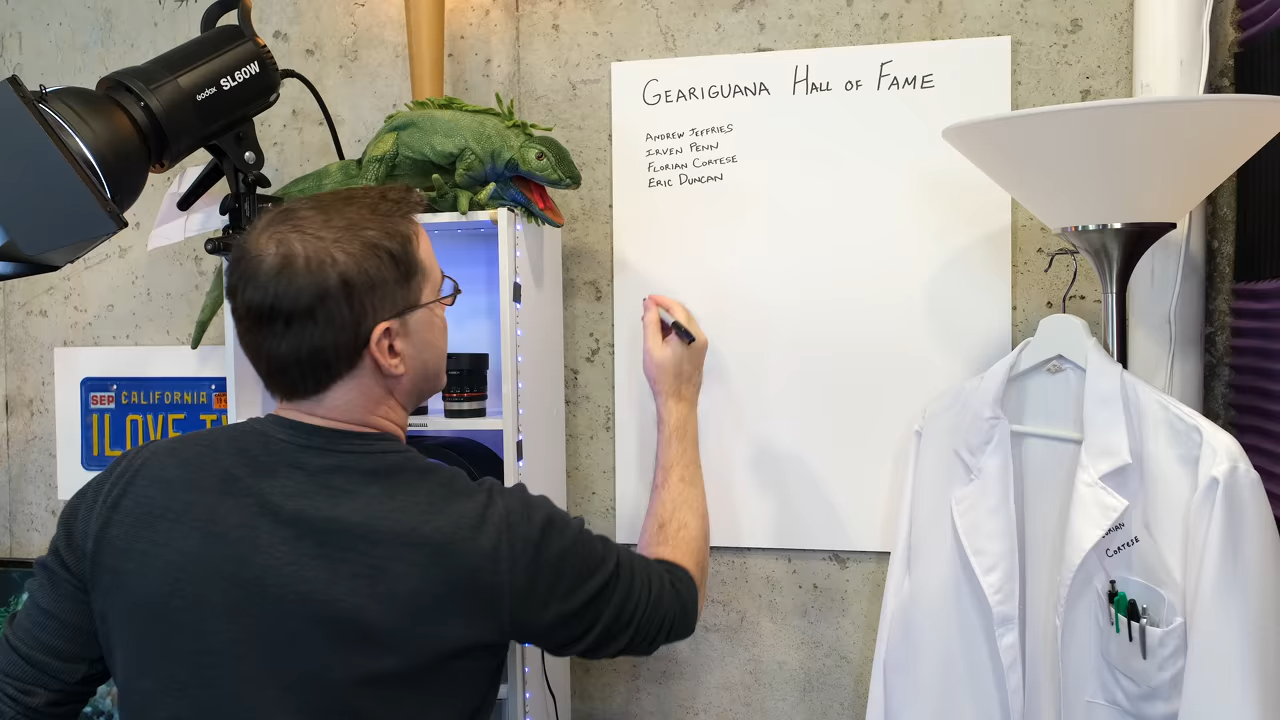 Godox SL60W
GEARIGUANA HALL OF FAME
ANDREW JEFFRIES
IRVEN PENN
FLORIAN CORTESE
ERIC DUNCAN
SEP CALIFORNIA
I LOVE
CORTESE